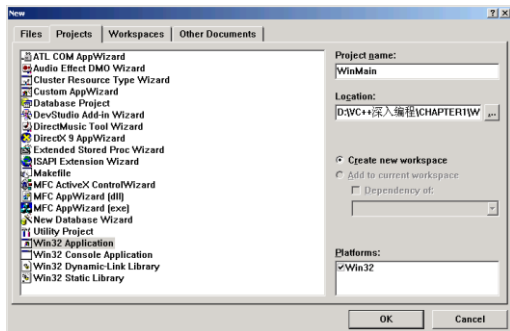 New
Files Projects Workspaces Other Documents
ATL COM AppWizard
Audio Effect DMO Wizard
Cluster Resource Type Wizard
Custom AppWizard
Database Project
DevStudio Add-in Wizard
DirectMusic Tool Wizard
DirectX 9 AppWizard
Extended Stored Proc Wizard
ISAPI Extension Wizard
Makefile
MFC ActiveX ControlWizard
MFC AppWizard (dll)
MFC AppWizard (exe)
New Database Wizard
Utility Project
Win32 Application
Win32 Console Application
Win32 Dynamic-Link Library
Win32 Static Library
Project name:
WinMain
Location:
D:\VC++深入编程\CHAPTER1\W
...
Create new workspace
Add to current workspace
Dependency of:
Platforms:
Win32
OK Cancel